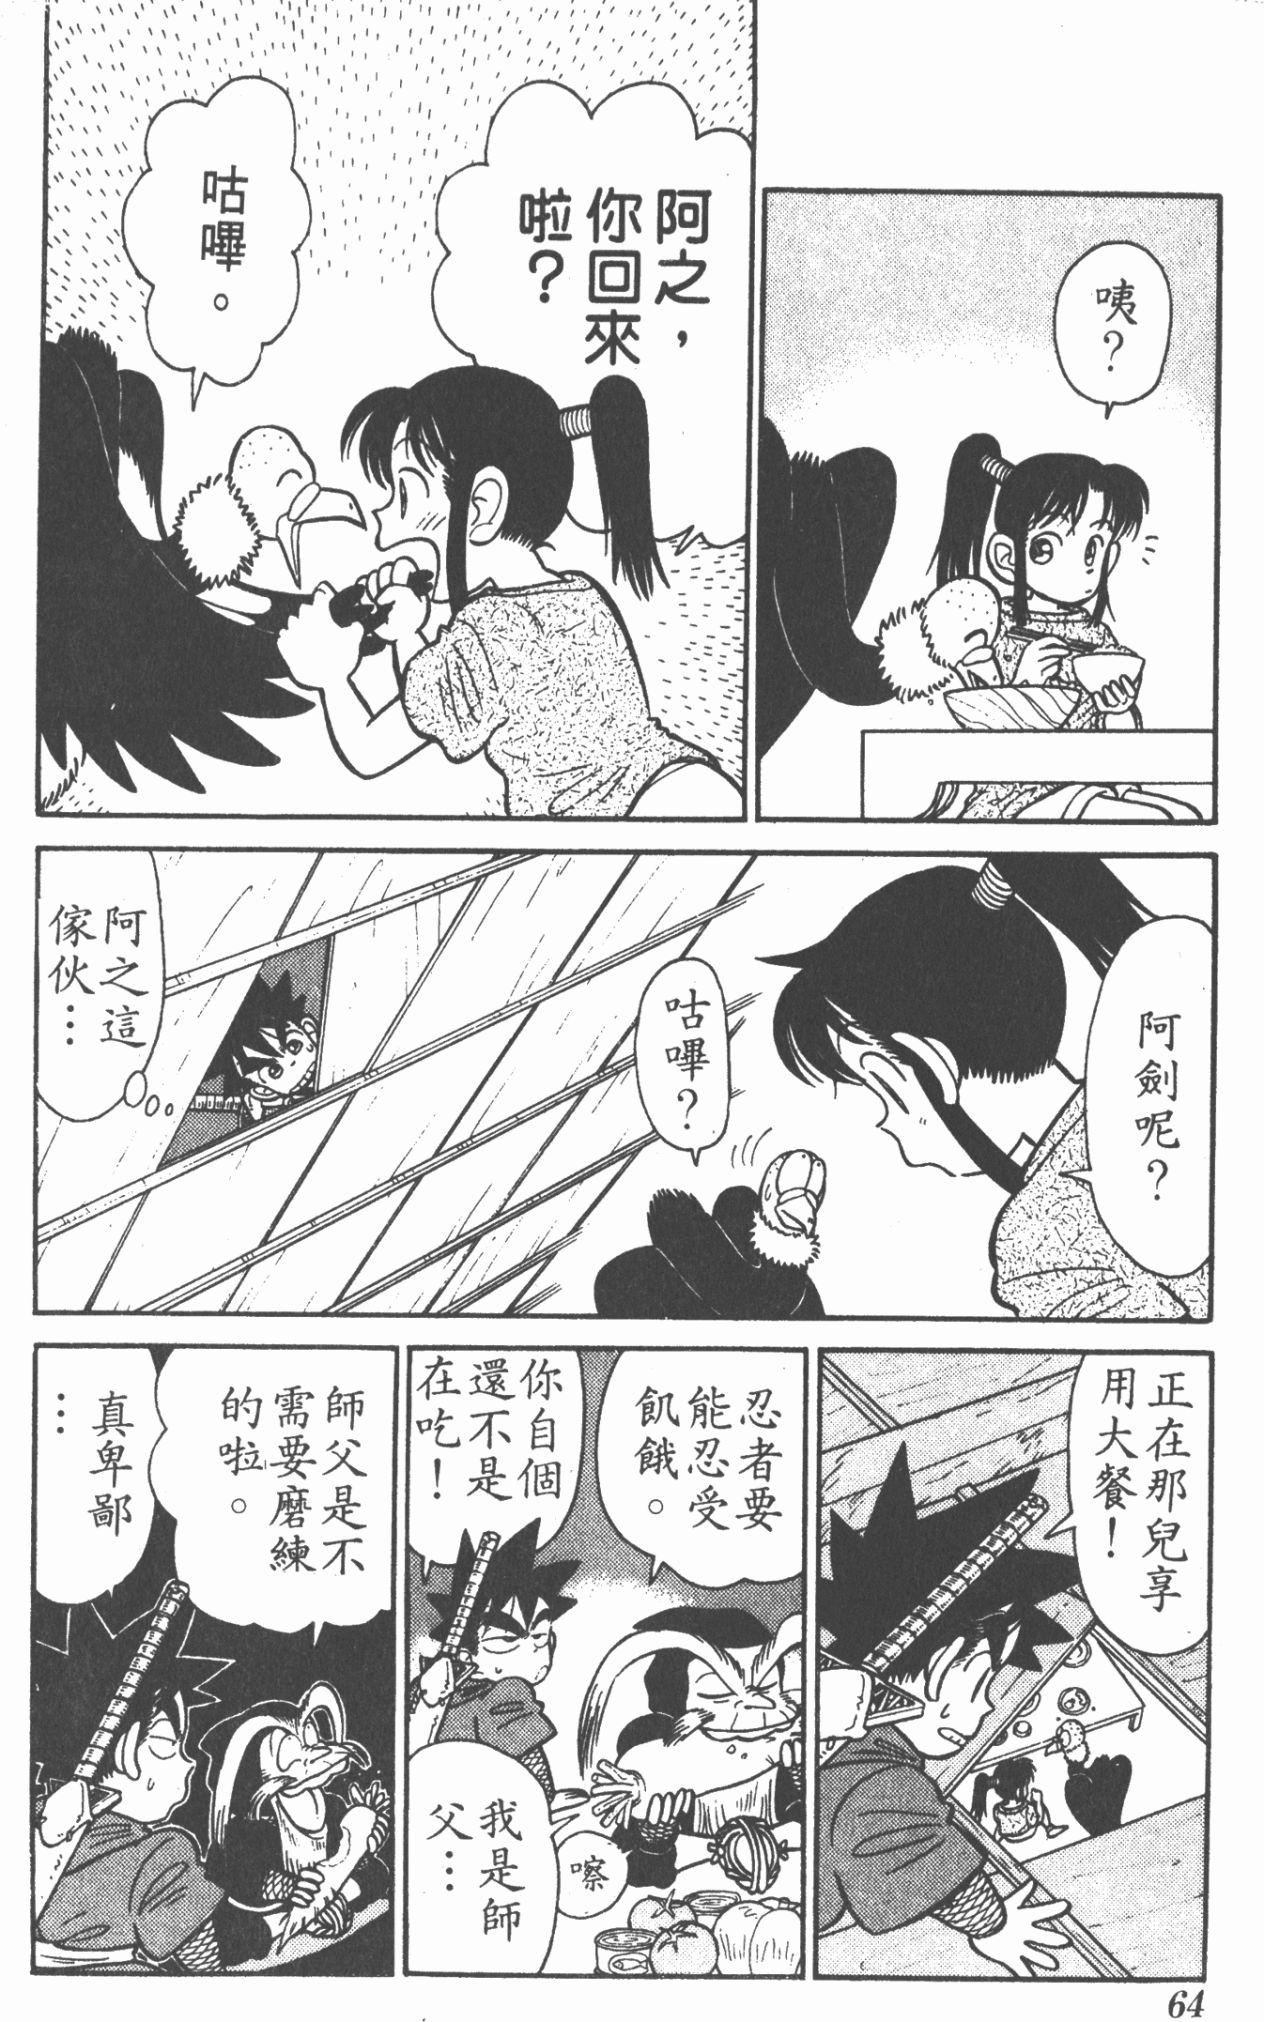 咦？
阿之，
你回來
啦？
咕嗶。
阿劍呢？
咕嗶？
阿之這
傢伙…
正在那兒享
用大餐！
忍者要
能忍受
飢餓。
你自個
還不是
在吃！
我是師
父…
嚓
師父是不
需要磨練
的啦。
真卑鄙
…
64